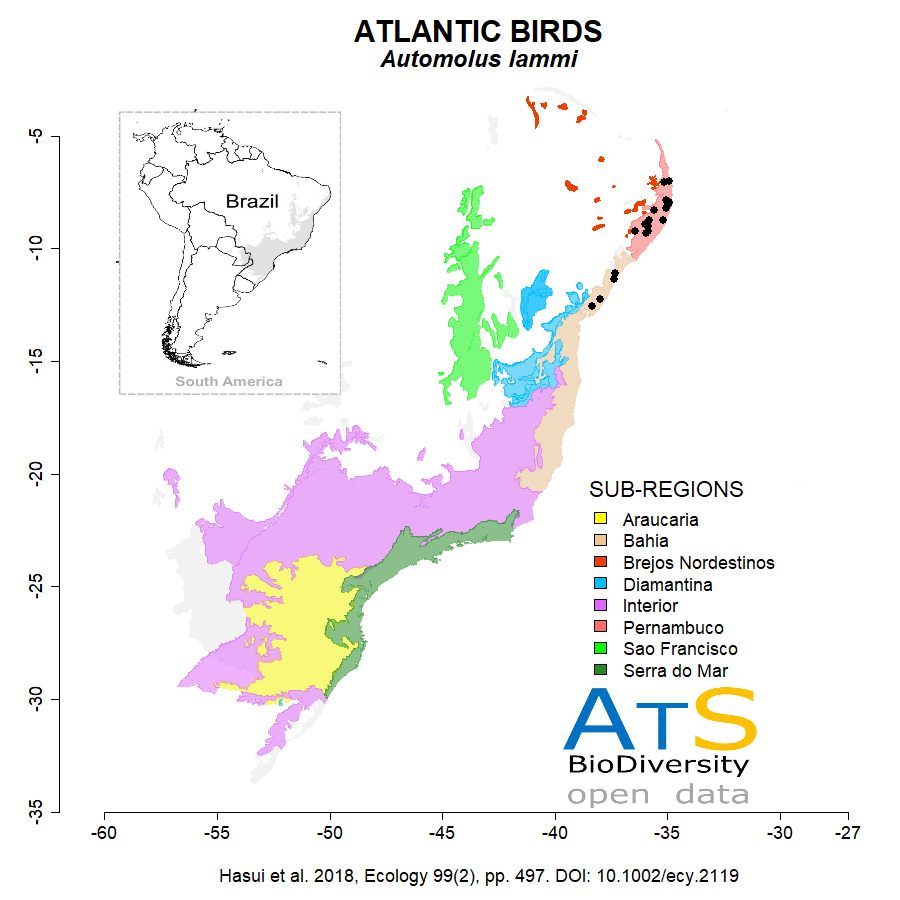 ATLANTIC BIRDS
Automolus lammi
Brazil
South America
-5
-10
-15
-20
-25
-30
-35
SUB-REGIONS
Araucaria
Bahia
Brejos Nordestinos
Diamantina
Interior
Pernambuco
Sao Francisco
Serra do Mar
ATS
BioDiversity
open data
-60 -55 -50 -45 -40 -35 -30 -27
Hasui et al. 2018, Ecology 99(2), pp. 497. DOI: 10.1002/ecy.2119